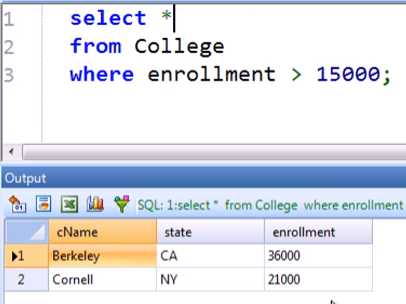 1 select *
2 from College
3 where enrollment > 15000;
Output
SQL: 1:select * from College where enrollment
cName state enrollment
1 Berkeley CA 36000
2 Cornell NY 21000